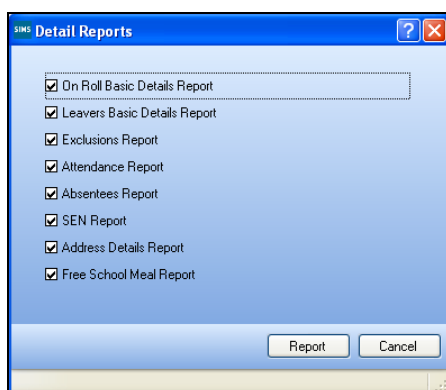 SIMS Detail Reports ?
On Roll Basic Details Report
Leavers Basic Details Report
Exclusions Report
Attendance Report
Absentees Report
SEN Report
Address Details Report
Free School Meal Report
Report Cancel